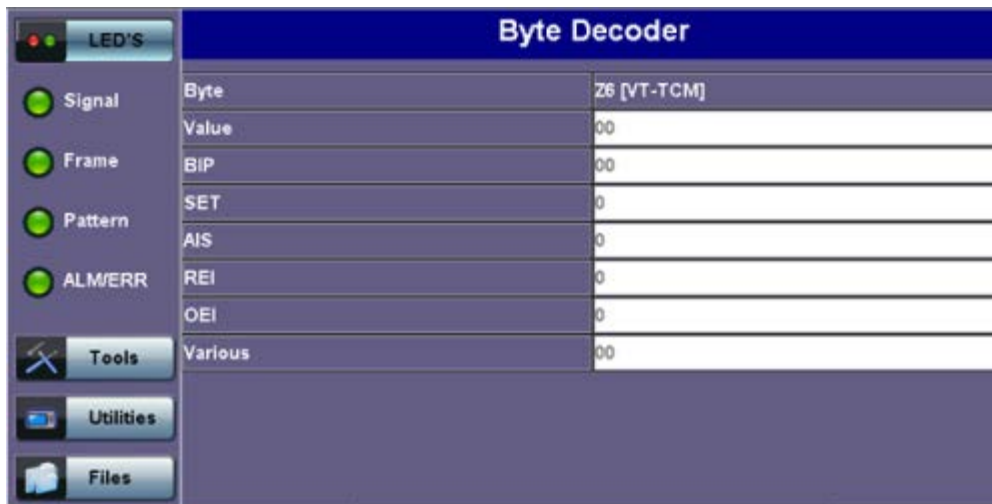 LED'S
Signal
Frame
Pattern
ALM/ERR
Tools
Utilities
Files
Byte Decoder
Byte Z6 [VT-TCM]
Value 00
BIP 00
SET 0
AIS 0
REI 0
OEI 0
Various 00